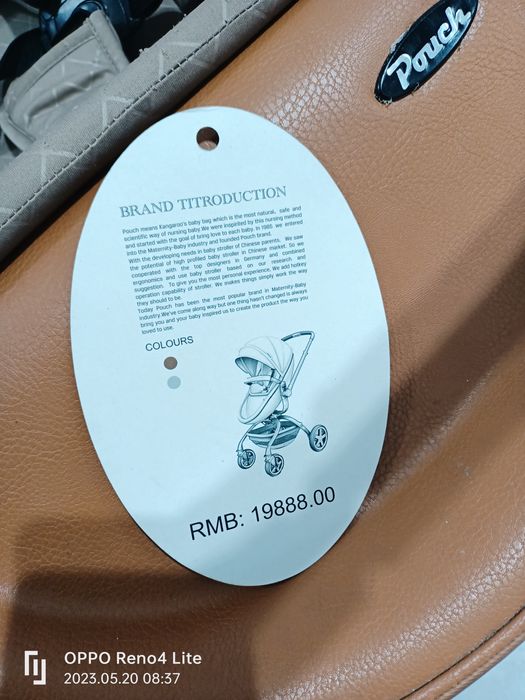 Pouch
BRAND TITRODUCTION
Pouch means Kangaroo's baby bag which is the most natural, safe and
scientific way of nursing baby.We were inspiried by this nursing method
and started with the goal of bring love to each baby. In 1985 we entered
into the Maternity-Baby industry and founded Pouch brand.
With the developing needs in baby stroller of Chinese parents. We saw
the potential of high profiled baby stroller in Chinese market. So we
cooperated with the top designers in Germany and combined
ergonomics and use baby stroller based on our research and
suggestion. To give you the most personal experience. We add hotkey
operation capability of stroller. We makes things simply work the way
they should to be.
Today Pouch has been the most popular brand in Maternity-Baby
industry.We've come along way but one thing hasn't changed is always
bring you and your baby inspired us to create the product the way you
loved to use.
COLOURS
RMB: 19888.00
OPPO Reno4 Lite
2023.05.20 08:37